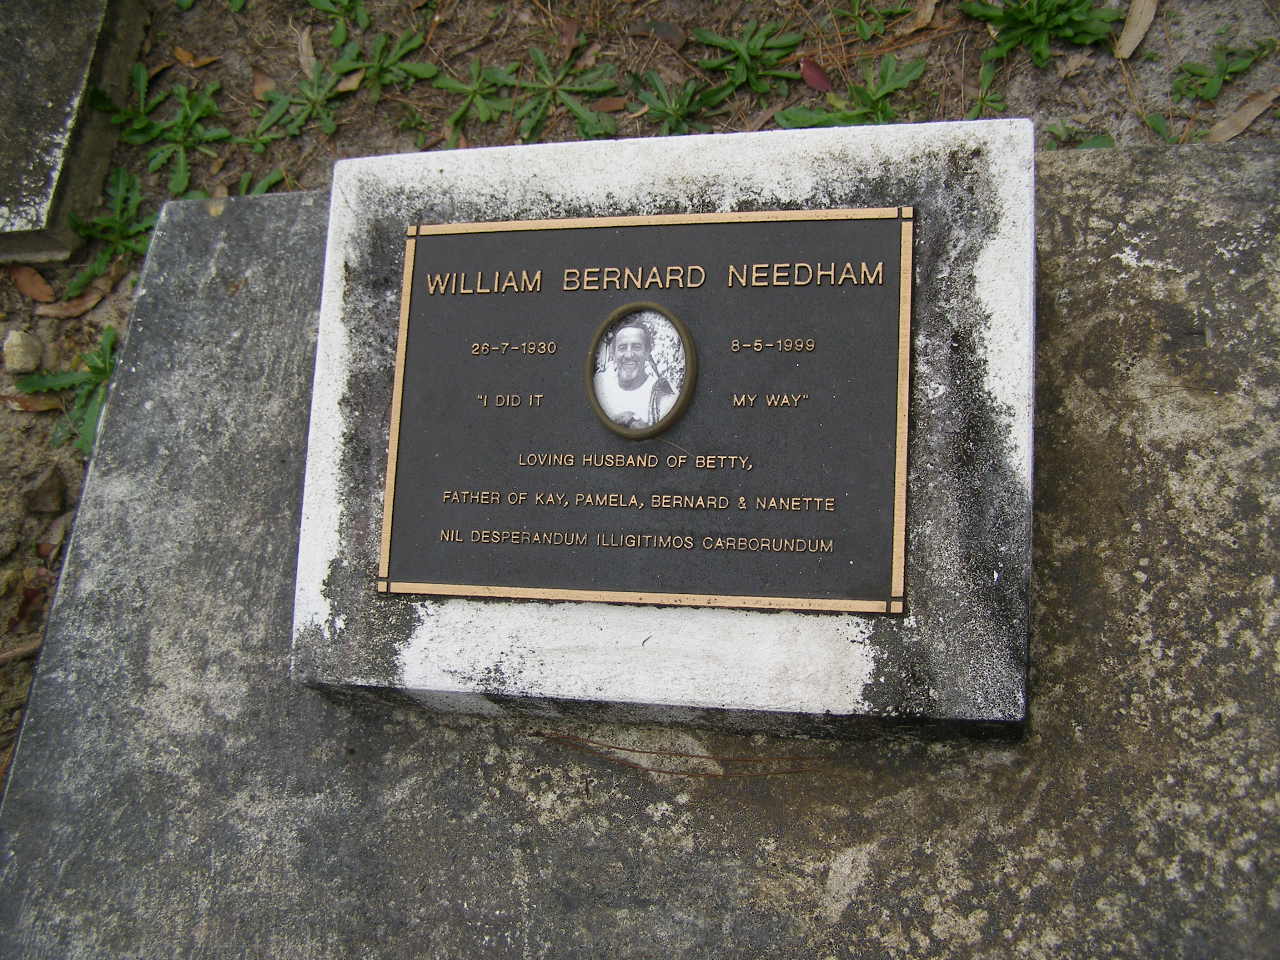 WILLIAM BERNARD NEEDHAM
26-7-1930 8-5-1999
"I DID IT MY WAY"
LOVING HUSBAND OF BETTY,
FATHER OF KAY, PAMELA, BERNARD & NANETTE
NIL DESPERANDUM ILLIGITIMOS CARBORUNDUM